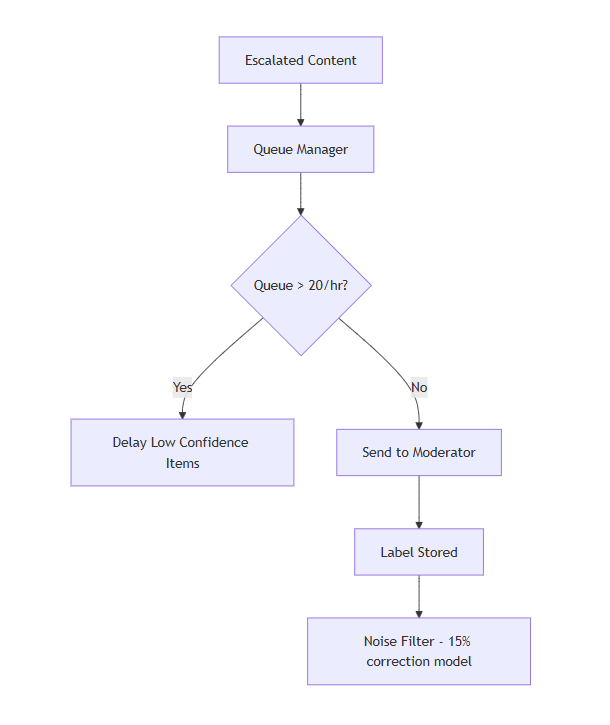 Escalated Content
Queue Manager
Queue > 20/hr?
Yes
No
Delay Low Confidence
Items
Send to Moderator
Label Stored
Noise Filter - 15%
correction model